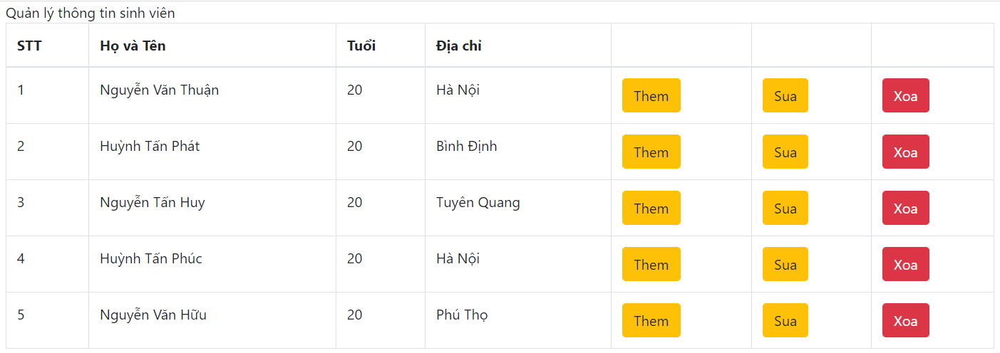 Quản lý thông tin sinh viên
STT Họ và Tên Tuổi Địa chỉ
1 Nguyễn Văn Thuận 20 Hà Nội Them Sua Xoa
2 Huỳnh Tấn Phát 20 Bình Định Them Sua Xoa
3 Nguyễn Tấn Huy 20 Tuyên Quang Them Sua Xoa
4 Huỳnh Tấn Phúc 20 Hà Nội Them Sua Xoa
5 Nguyễn Văn Hữu 20 Phú Thọ Them Sua Xoa